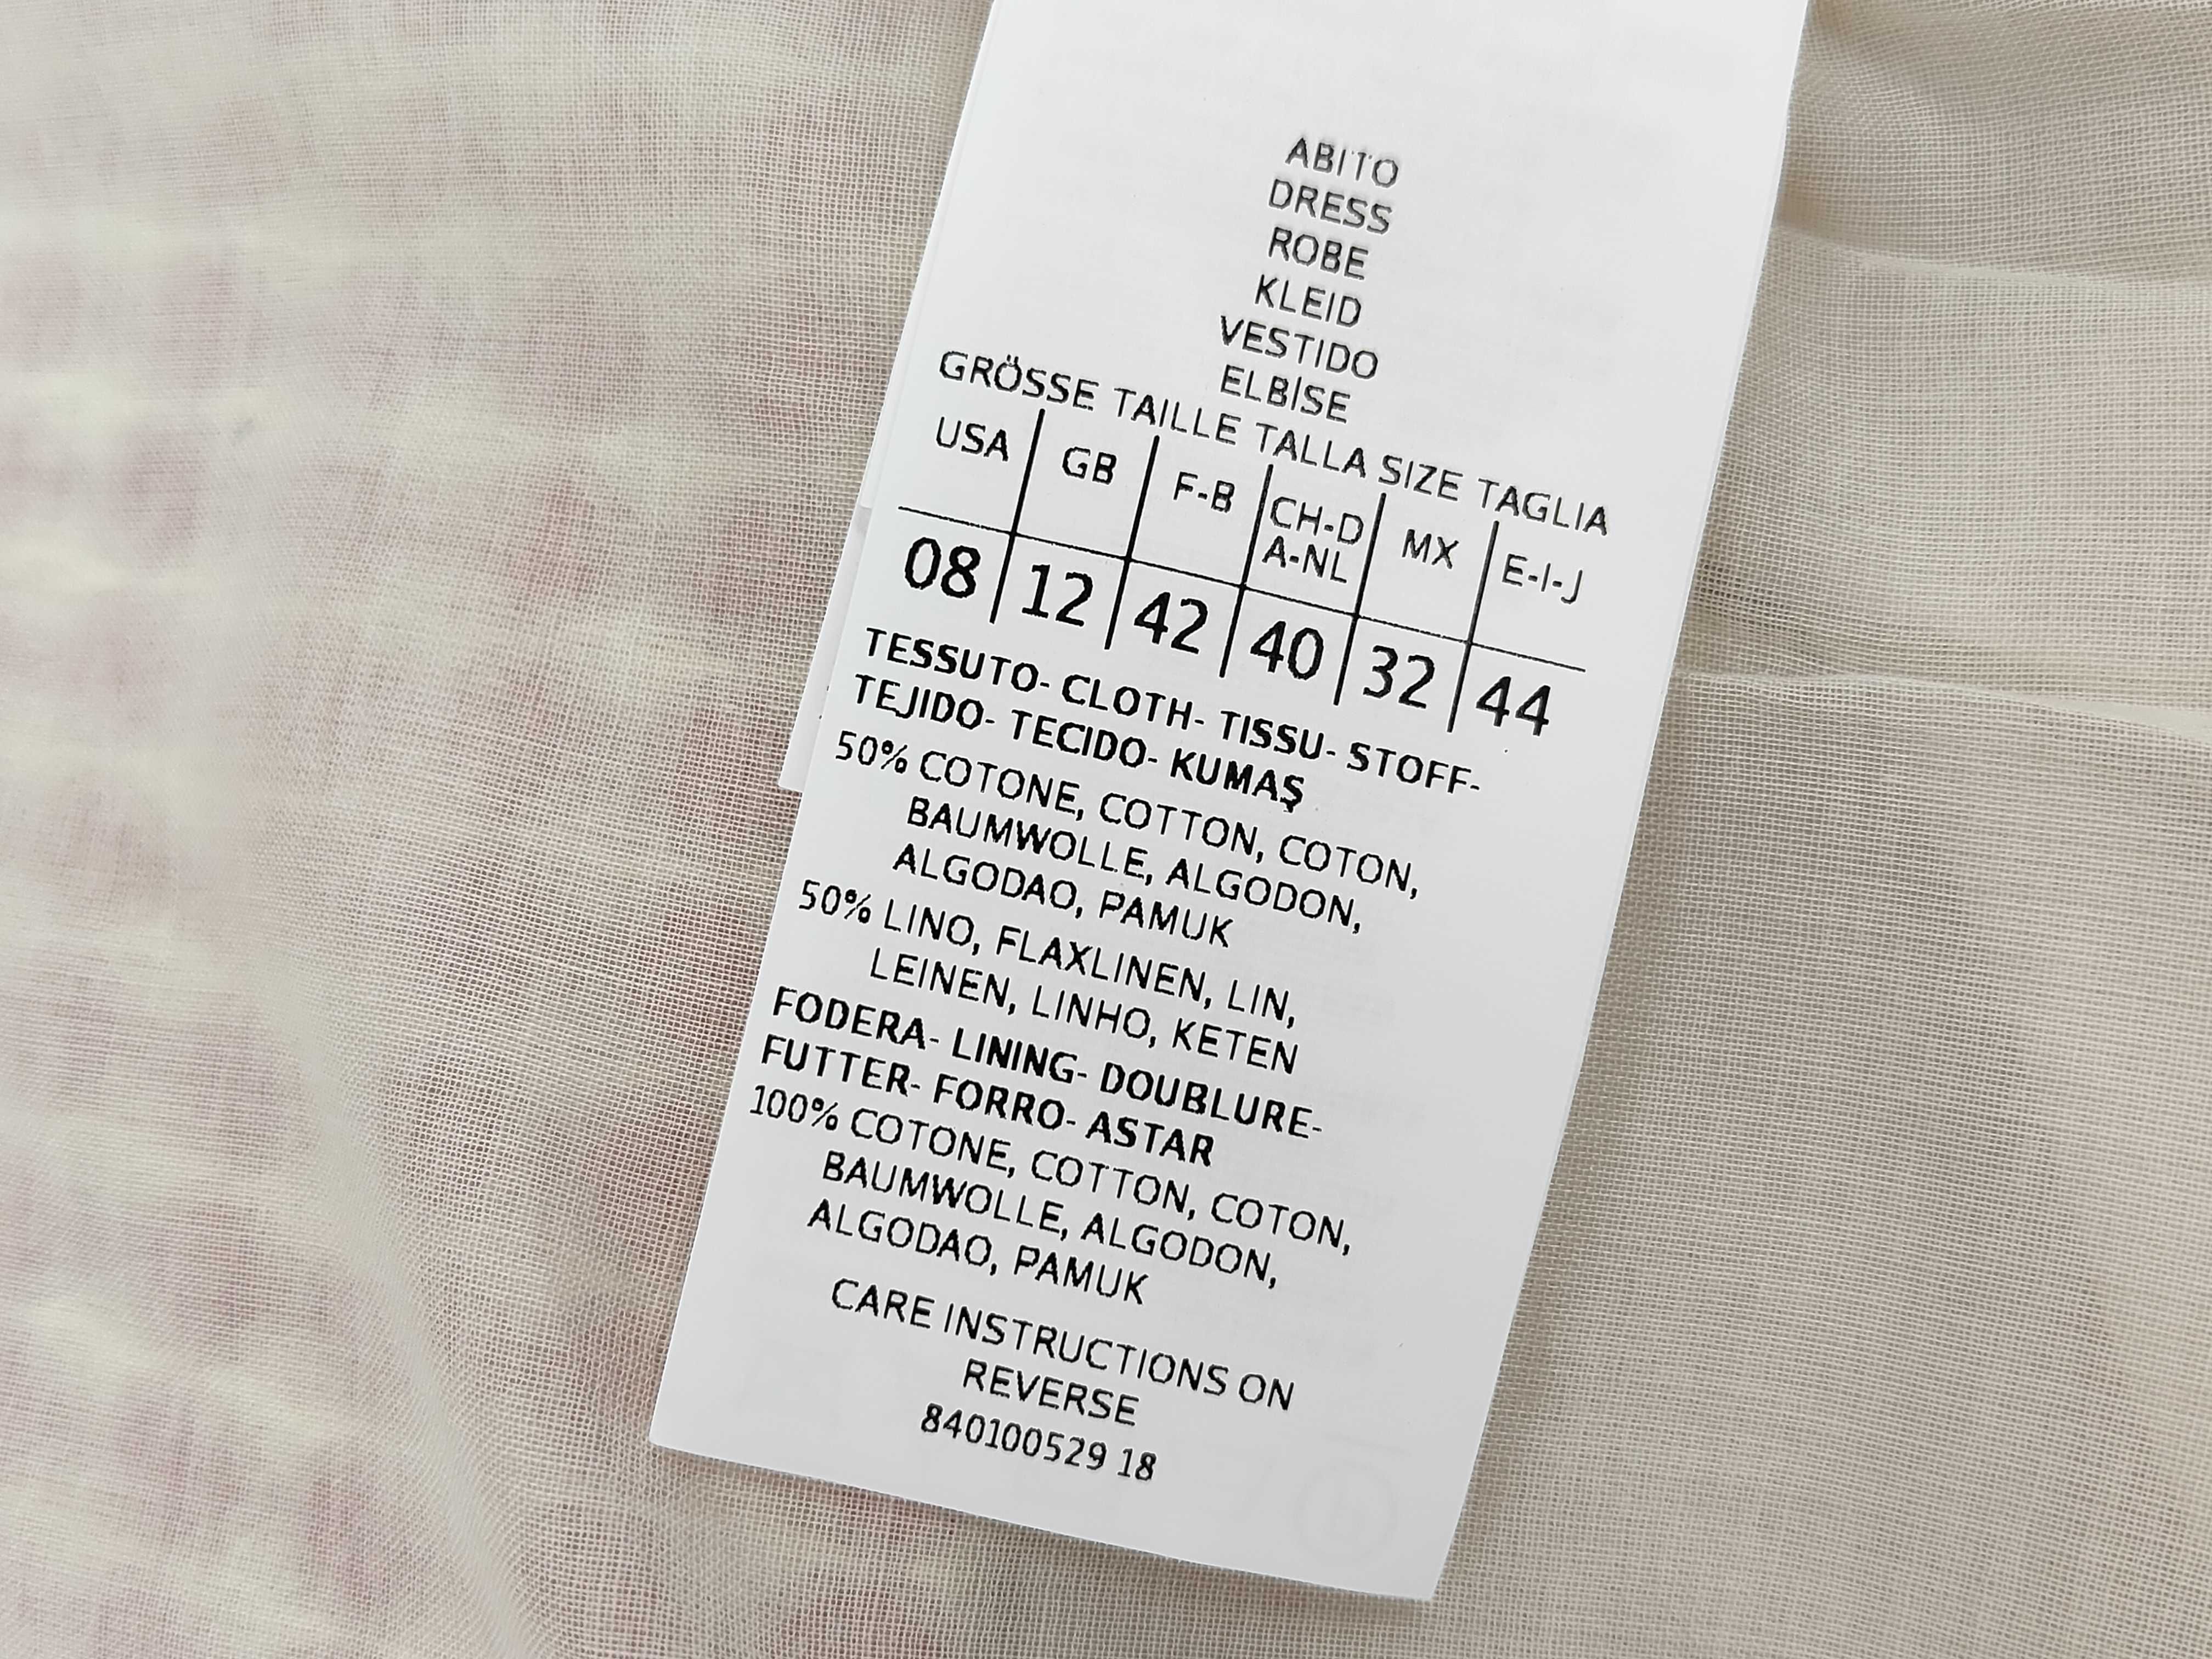 ABITO
DRESS
ROBE
KLEID
VESTIDO
ELBİSE
GRÖSSE TAILLE TALLA SIZE TAGLIA
USA GB F-B CH-D A-NL MX E-I-J
08 12 42 40 32 44
TESSUTO- CLOTH- TISSU- STOFF-
TEJIDO- TECIDO- KUMAŞ
50% COTONE, COTTON, COTON,
BAUMWOLLE, ALGODON,
ALGODAO, PAMUK
50% LINO, FLAXLINEN, LIN,
LEINEN, LINHO, KETEN
FODERA- LINING- DOUBLURE-
FUTTER- FORRO- ASTAR
100% COTONE, COTTON, COTON,
BAUMWOLLE, ALGODON,
ALGODAO, PAMUK
CARE INSTRUCTIONS ON
REVERSE
840100529 18